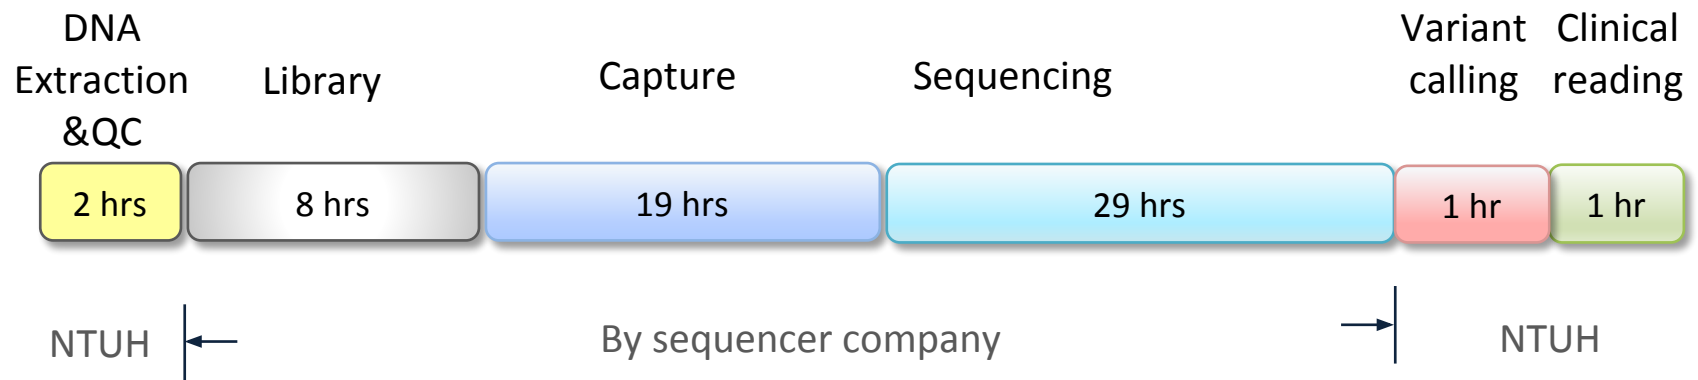 DNA
Extraction
&QC
Library
Capture
Sequencing
Variant
calling
Clinical
reading
2 hrs
8 hrs
19 hrs
29 hrs
1 hr
1 hr
NTUH
By sequencer company
NTUH